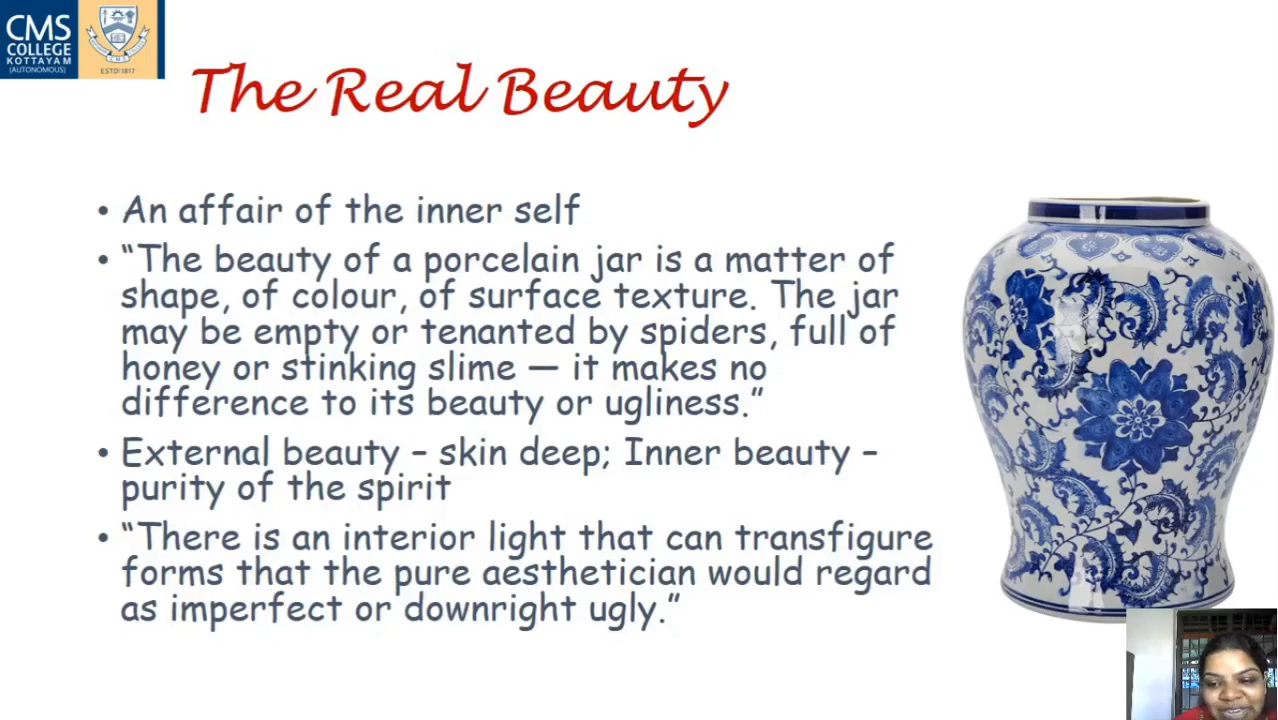 CMS
COLLEGE
KOTTAYAM
(AUTONOMOUS)
ESTD:1817
The Real Beauty
• An affair of the inner self
• “The beauty of a porcelain jar is a matter of
shape, of colour, of surface texture. The jar
may be empty or tenanted by spiders, full of
honey or stinking slime — it makes no
difference to its beauty or ugliness.”
• External beauty – skin deep; Inner beauty –
purity of the spirit
• “There is an interior light that can transfigure
forms that the pure aesthetician would regard
as imperfect or downright ugly.”